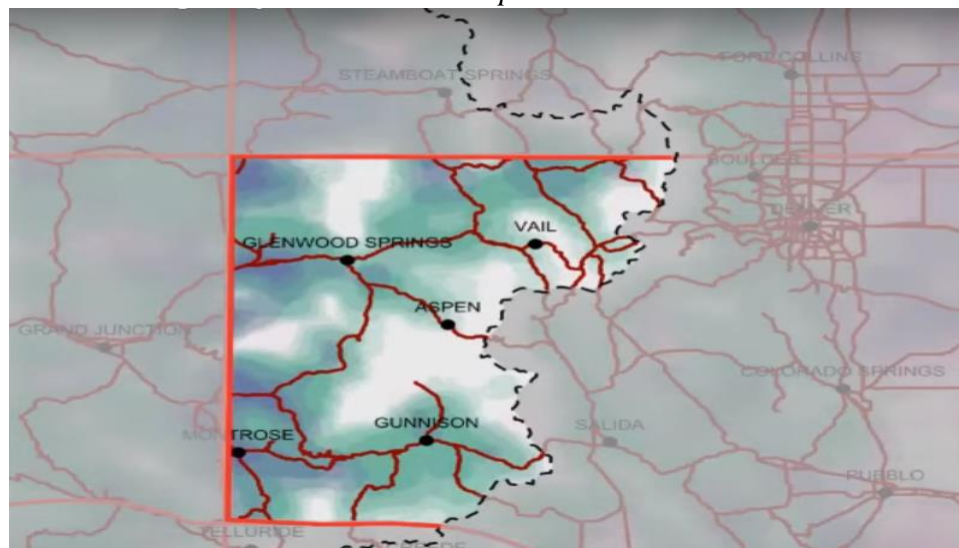 FORT COLLINS
STEAMBOAT SPRINGS
BOULDER
DENVER
VAIL
GLENWOOD SPRINGS
ASPEN
GRAND JUNCTION
COLORADO SPRINGS
GUNNISON
SALIDA
MONTROSE
PUEBLO
TELLURIDE